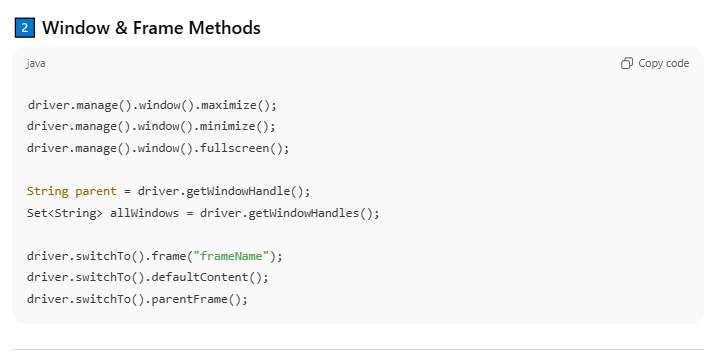 2 Window & Frame Methods
java
Copy code
driver.manage().window().maximize();
driver.manage().window().minimize();
driver.manage().window().fullscreen();
String parent = driver.getWindowHandle();
Set<String> allWindows = driver.getWindowHandles();
driver.switchTo().frame("frameName");
driver.switchTo().defaultContent();
driver.switchTo().parentFrame();